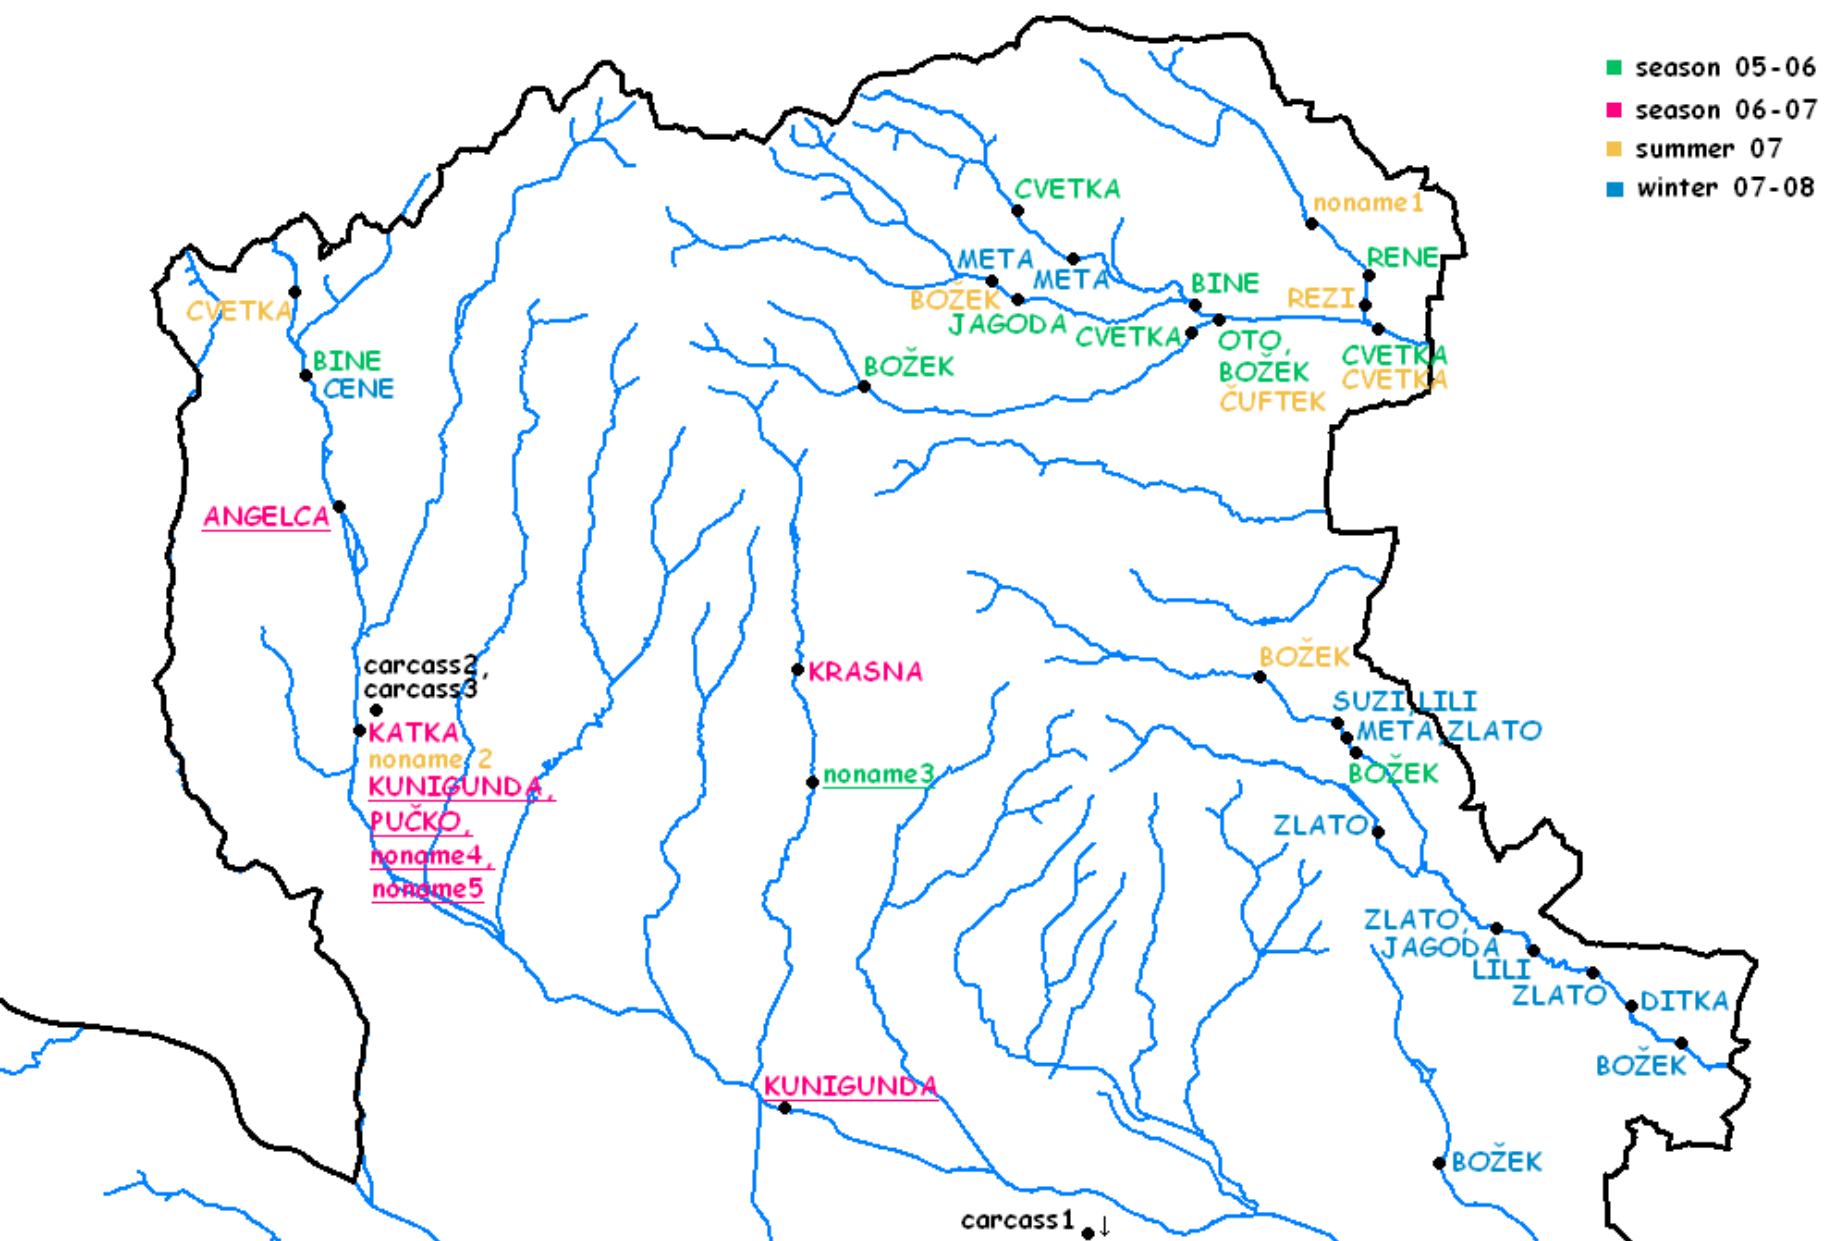 season 05-06
season 06-07
summer 07
winter 07-08
CVETKA
noname1
META
META
RENE
BINE
REZI
BOŽEK
CVETKA
JAGODA
CVETKA
OTO,
BOŽEK
ČUFTEK
CVETKA
CVETKA
BINE
CENE
BOŽEK
ANGELCA
carcass2,
carcass3
KATKA
noname 2
KUNIGUNDA,
PUČKO,
noname4,
noname5
KRASNA
noname3
BOŽEK
SUZI,LILI
META,ZLATO
BOŽEK
ZLATO
ZLATO,
JAGODA
LILI
ZLATO
DITKA
BOŽEK
KUNIGUNDA
BOŽEK
carcass1 ↓